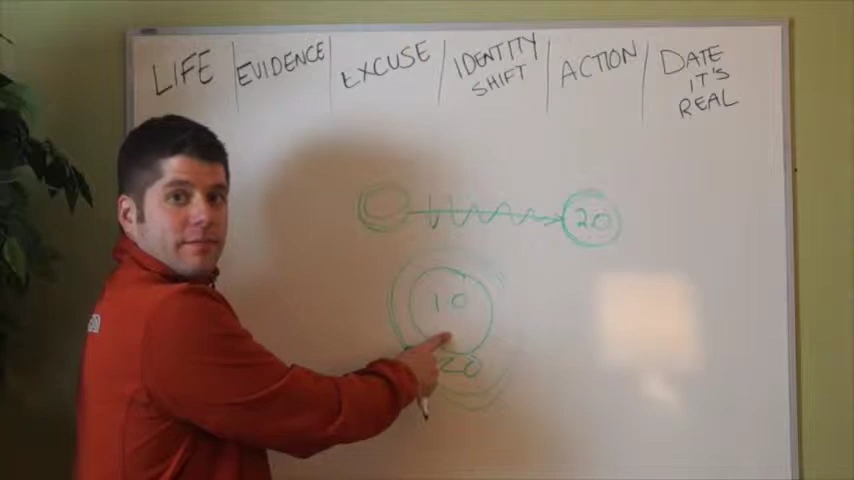 LIFE
EVIDENCE
EXCUSE
IDENTITY
SHIFT
ACTION
DATE
IT'S
REAL
20
10
20